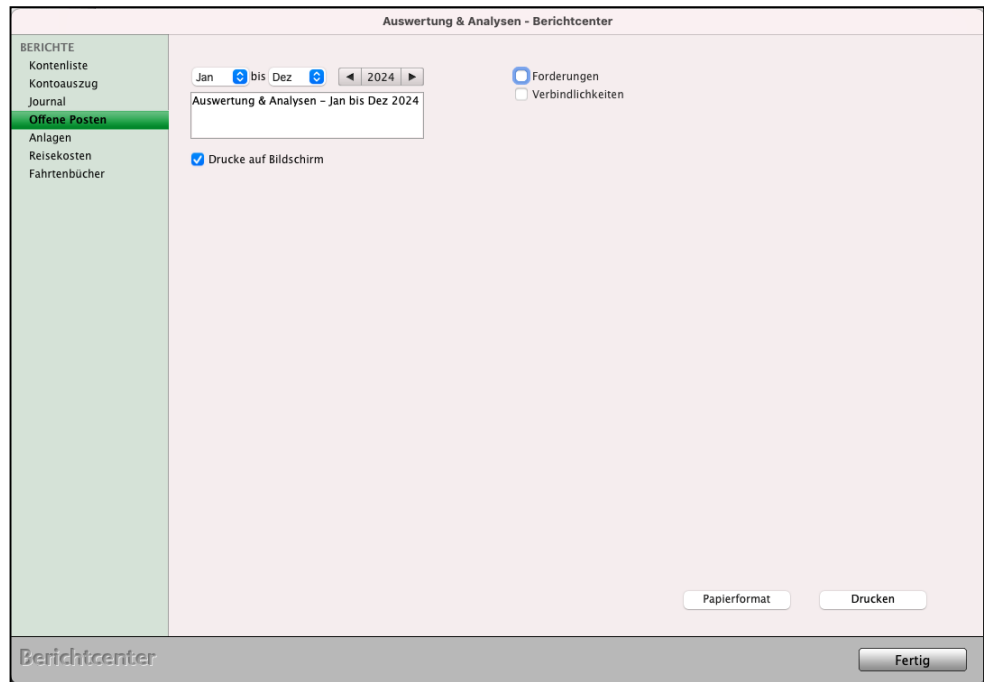 Auswertung & Analysen - Berichtcenter
BERICHTE
Kontenliste
Kontoauszug
Journal
Offene Posten
Anlagen
Reisekosten
Fahrtenbücher
Jan bis Dez 2024
Auswertung & Analysen - Jan bis Dez 2024
Drucke auf Bildschirm
Forderungen
Verbindlichkeiten
Papierformat Drucken
Berichtcenter Fertig